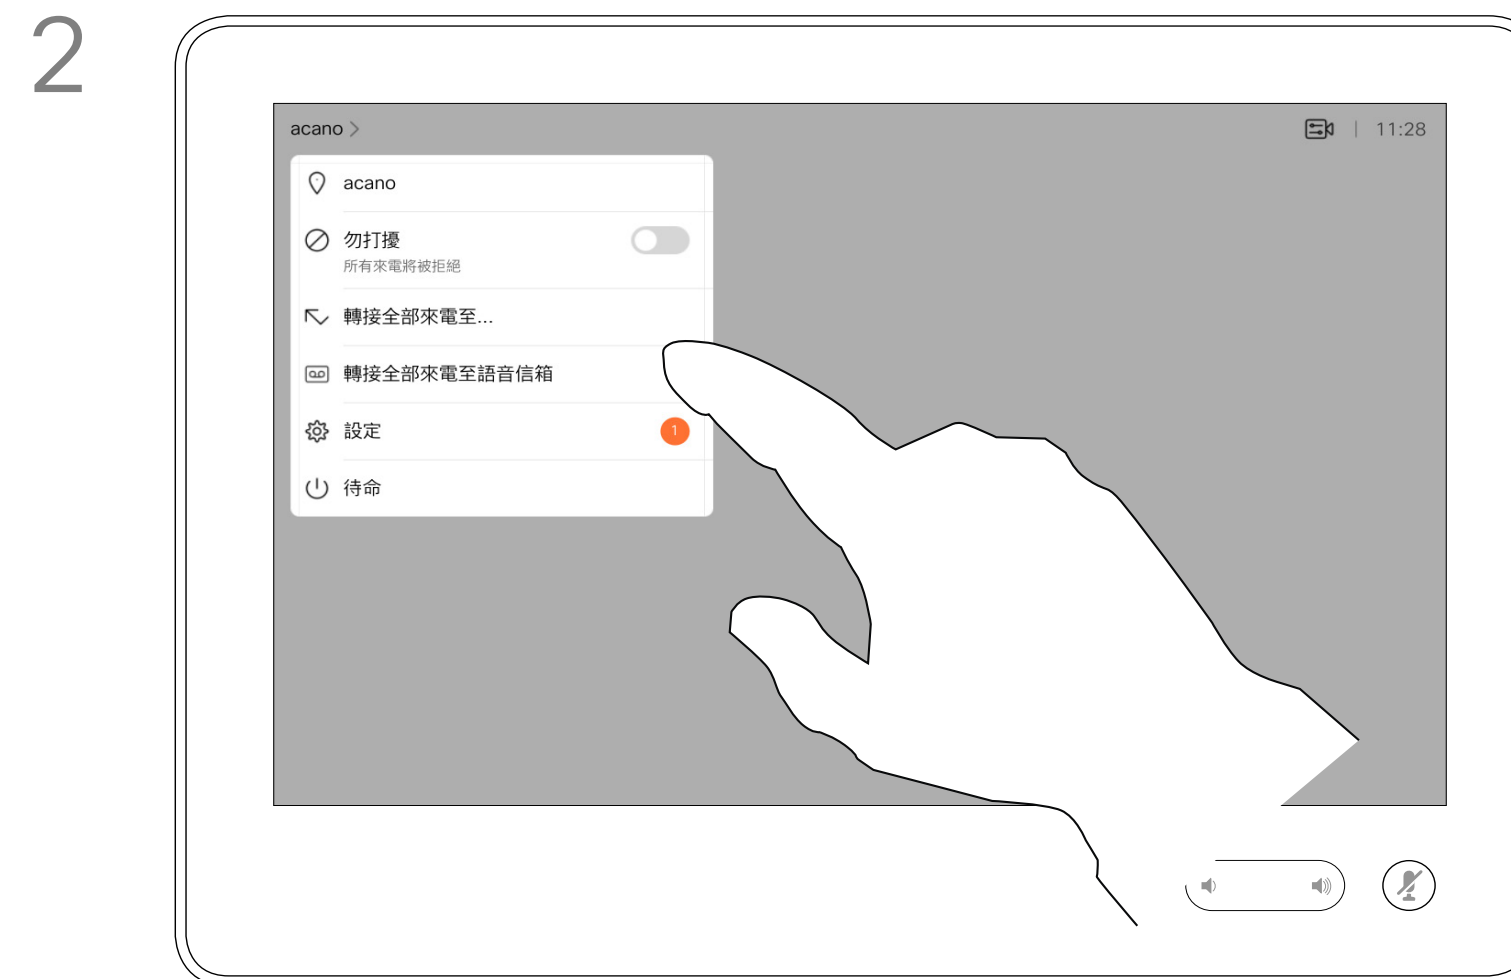 2
acano >
11:28
acano
勿打擾
所有來電將被拒絕
轉接全部來電至...
轉接全部來電至語音信箱
設定
1
待命